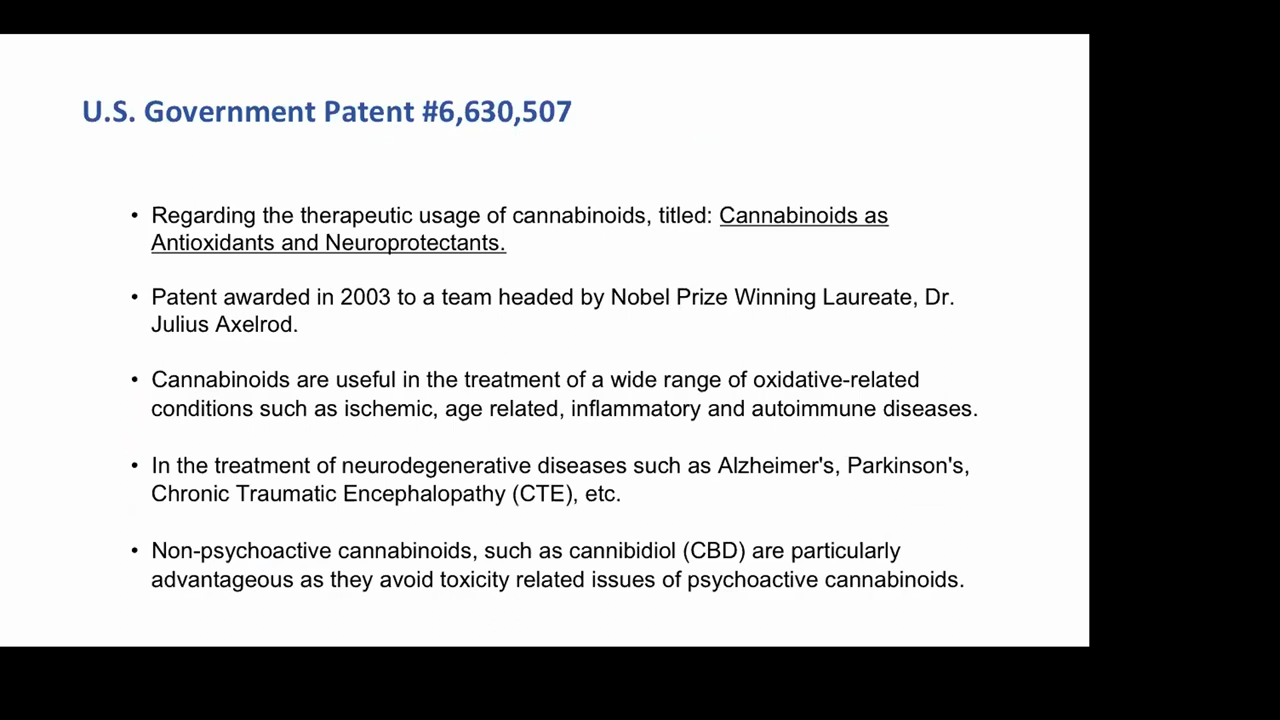 U.S. Government Patent #6,630,507
• Regarding the therapeutic usage of cannabinoids, titled: Cannabinoids as
Antioxidants and Neuroprotectants.
• Patent awarded in 2003 to a team headed by Nobel Prize Winning Laureate, Dr.
Julius Axelrod.
• Cannabinoids are useful in the treatment of a wide range of oxidative-related
conditions such as ischemic, age related, inflammatory and autoimmune diseases.
• In the treatment of neurodegenerative diseases such as Alzheimer's, Parkinson's,
Chronic Traumatic Encephalopathy (CTE), etc.
• Non-psychoactive cannabinoids, such as cannibidiol (CBD) are particularly
advantageous as they avoid toxicity related issues of psychoactive cannabinoids.